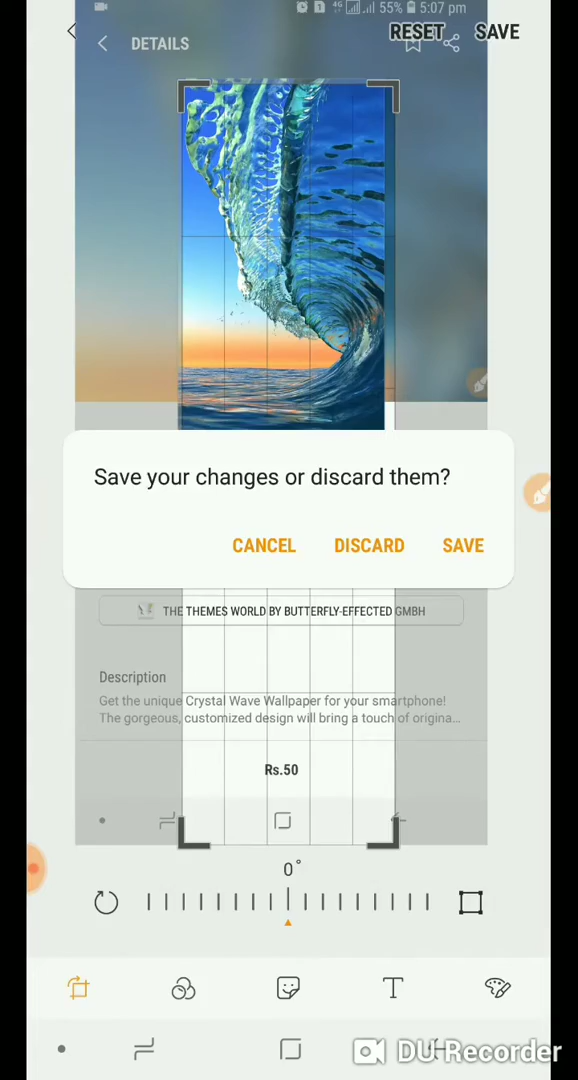 4G 55% 5:07 pm
RESET SAVE
DETAILS
Save your changes or discard them?
CANCEL DISCARD SAVE
THE THEMES WORLD BY BUTTERFLY-EFFECTED GMBH
Description
Get the unique Crystal Wave Wallpaper for your smartphone!
The gorgeous, customized design will bring a touch of origina...
Rs.50
0°
T
DU Recorder